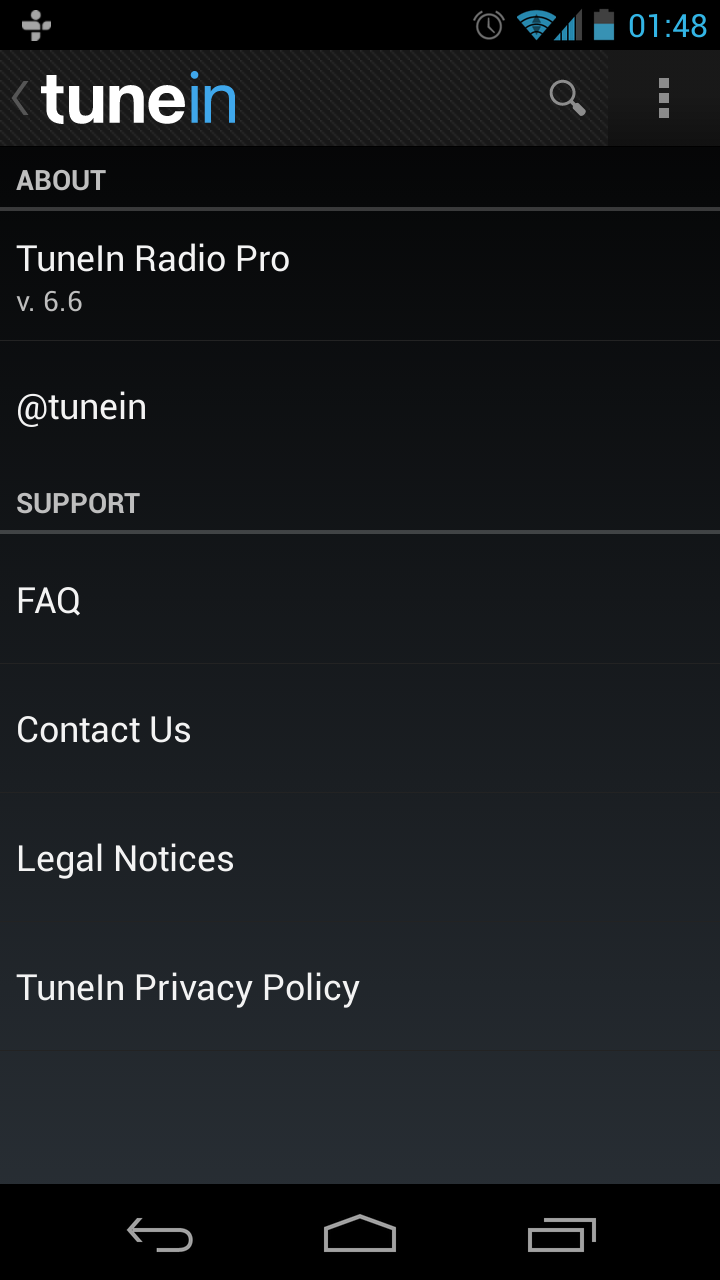 01:48
tunein
ABOUT
TuneIn Radio Pro
v. 6.6
@tunein
SUPPORT
FAQ
Contact Us
Legal Notices
TuneIn Privacy Policy